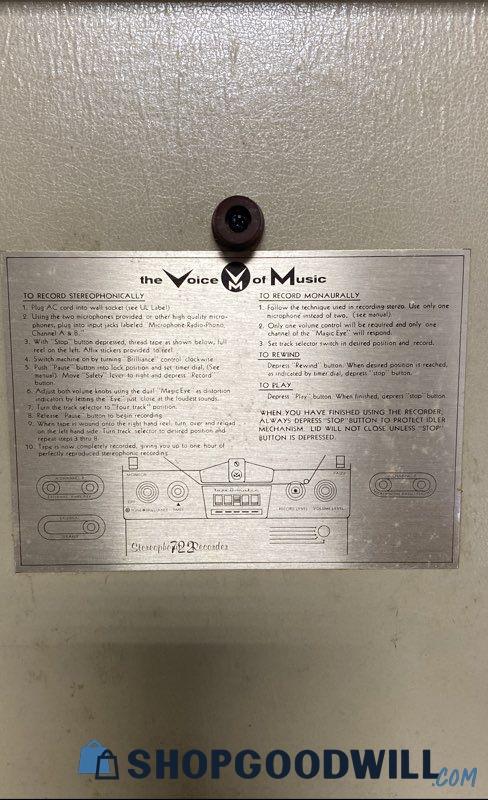 the Voice VM of Music
TO RECORD STEREOPHONICALLY
1. Plug AC cord into wall socket (see UL Label)
2. Using the two microphones provided, or other high quality micro-
phones, plug into input jacks labeled "Microphone-Radio-Phono,
Channel A & B."
3. With "Stop" button depressed, thread tape as shown below, full
reel on the left. Affix stickers provided to reel.
4. Switch machine on by turning "Brilliance" control clockwise.
5. Push "Pause" button into lock position and set timer dial. (See
manual). Move "Safety" lever to right and depress "Record"
button.
6. Adjust both volume knobs using the dual "Magic Eye" as distortion
indicators by letting the "Eye" just close at the loudest sounds.
7. Turn the track selector to "four track" position.
8. Release "Pause" button to begin recording.
9. When tape is wound onto the right hand reel, turn over and reload
on the left hand side. Turn track selector to desired position and
repeat steps 3 thru 8.
10. Tape is now completely recorded, giving you up to one hour of
perfectly reproduced stereophonic recording.
TO RECORD MONAURALLY
1. Follow the technique used in recording stereo. Use only one
microphone instead of two. (see manual)
2. Only one volume control will be required and only one
channel of the "Magic Eye" will respond.
3. Set track selector switch in desired position and record.
TO REWIND
Depress "Rewind" button. When desired position is reached,
as indicated by timer dial, depress "stop" button.
TO PLAY
Depress "Play" button. When finished, depress "stop" button.
WHEN YOU HAVE FINISHED USING THE RECORDER,
ALWAYS DEPRESS "STOP" BUTTON TO PROTECT IDLER
MECHANISM. LID WILL NOT CLOSE UNLESS "STOP"
BUTTON IS DEPRESSED.
MONITOR
PAUSE
CHANNEL B
OFF
TONE BRILLIANCE
RECORD LEVEL
VOLUME LEVEL
Stereophonic 722 Recorder
SHOPGOODWILL.COM